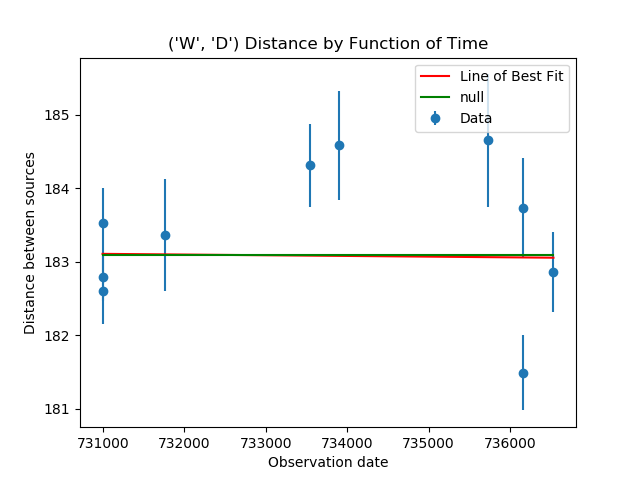 ('W', 'D') Distance by Function of Time
Line of Best Fit
null
Data
Distance between sources
185
184
183
182
181
731000 732000 733000 734000 735000 736000
Observation date